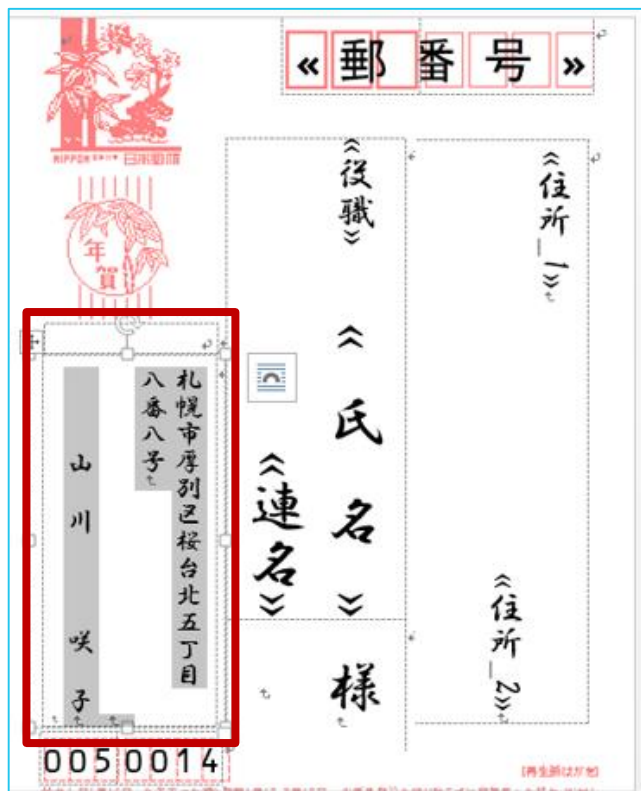 «郵番号»
«住所_1»
«住所_2»
«役職»
«氏名»
様
«連名»
NIPPON
日本郵便
年賀
札幌市厚別区桜台北五丁目
八番八号
山川 咲子
0050014
[再生紙はがき]